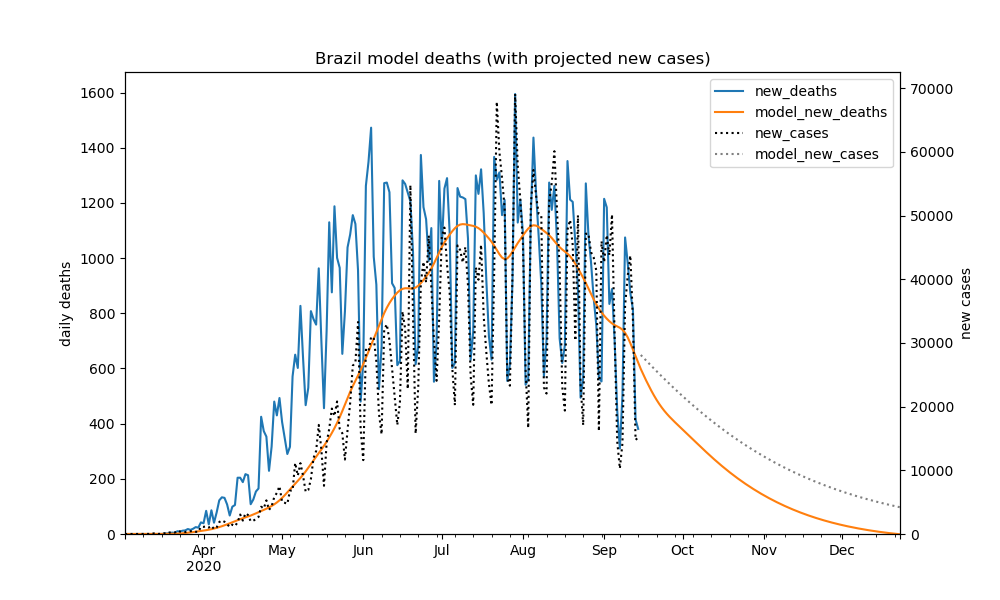 Brazil model deaths (with projected new cases)
new_deaths
model_new_deaths
new_cases
model_new_cases
daily deaths
1600
1400
1200
1000
800
600
400
200
0
new cases
70000
60000
50000
40000
30000
20000
10000
0
Apr
2020
May
Jun
Jul
Aug
Sep
Oct
Nov
Dec